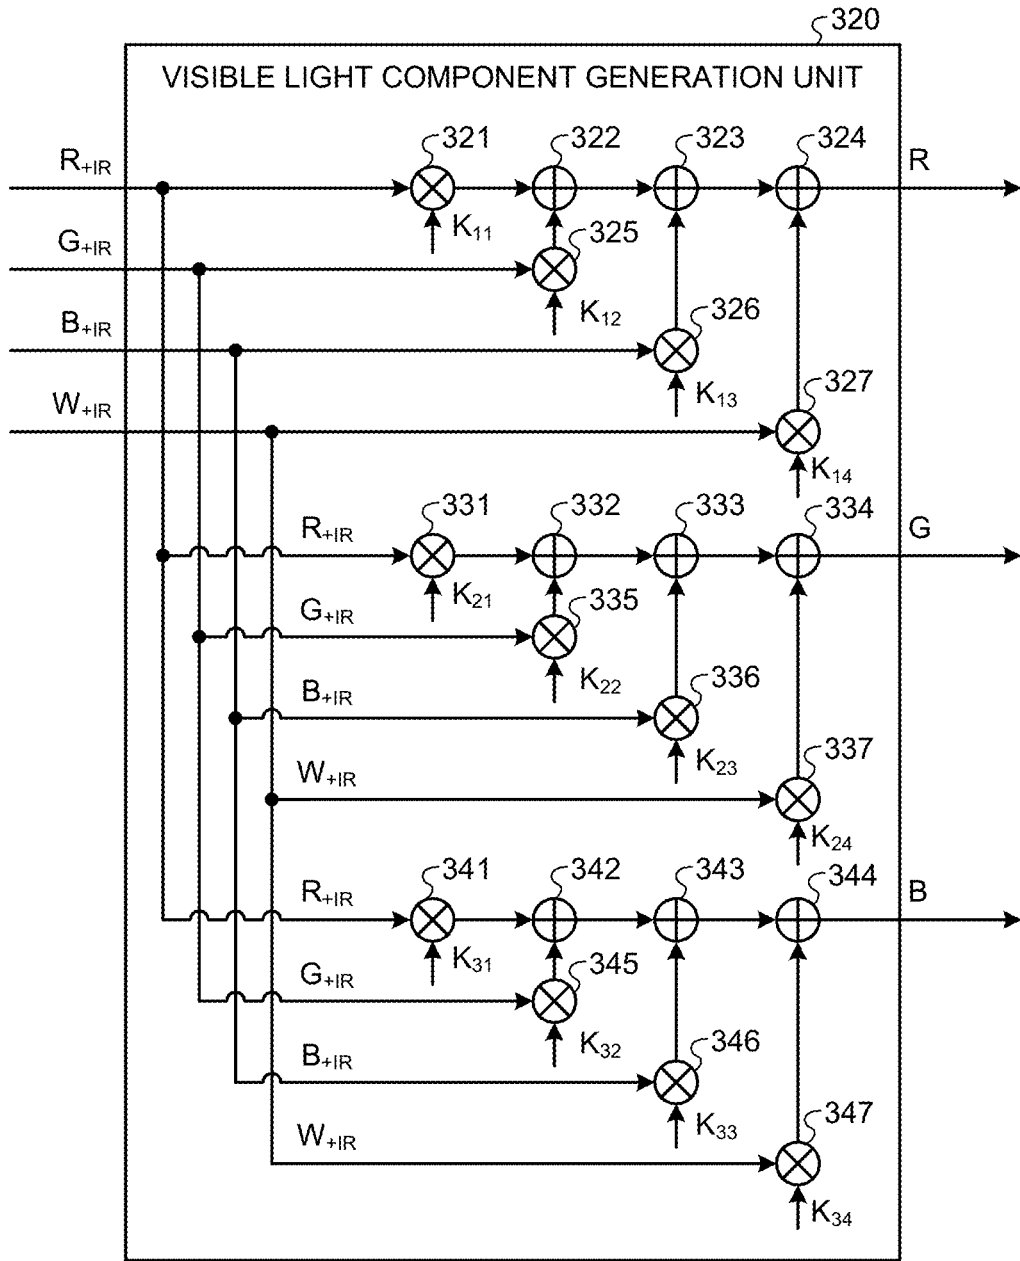 320
VISIBLE LIGHT COMPONENT GENERATION UNIT
321 322 323 324
R+IR R
K11
G+IR 325
K12
B+IR 326
K13
W+IR 327
K14
331 332 333 334
R+IR G
K21
G+IR 335
K22
B+IR 336
K23
W+IR 337
K24
341 342 343 344
R+IR B
K31
G+IR 345
K32
B+IR 346
K33
W+IR 347
K34